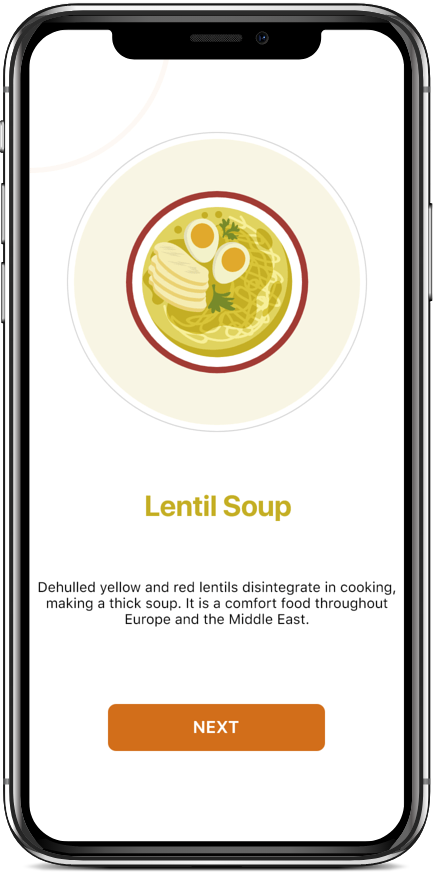 Lentil Soup
Dehulled yellow and red lentils disintegrate in cooking,
making a thick soup. It is a comfort food throughout
Europe and the Middle East.
NEXT